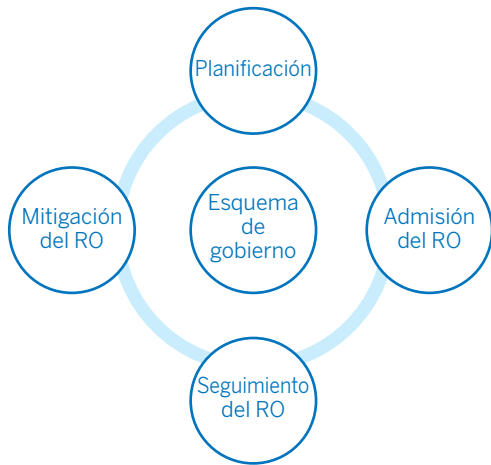 Planificación
Mitigación
del RO
Esquema
de
gobierno
Admisión
del RO
Seguimiento
del RO